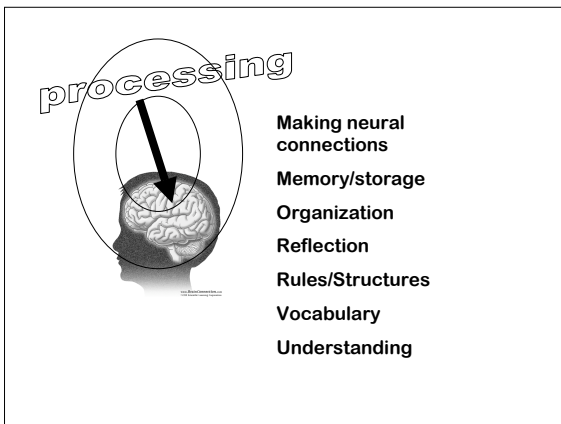 processing
Making neural
connections
Memory/storage
Organization
Reflection
Rules/Structures
Vocabulary
Understanding